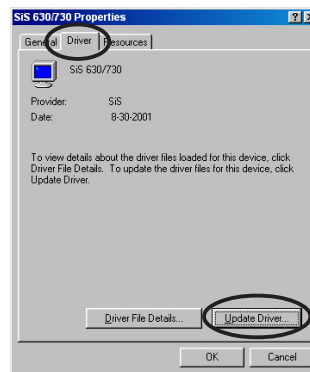 SiS 630/730 Properties
General Driver Resources
SiS 630/730
Provider: SiS
Date: 8-30-2001
To view details about the driver files loaded for this device, click
Driver File Details. To update the driver files for this device, click
Update Driver.
Driver File Details... Update Driver...
OK Cancel